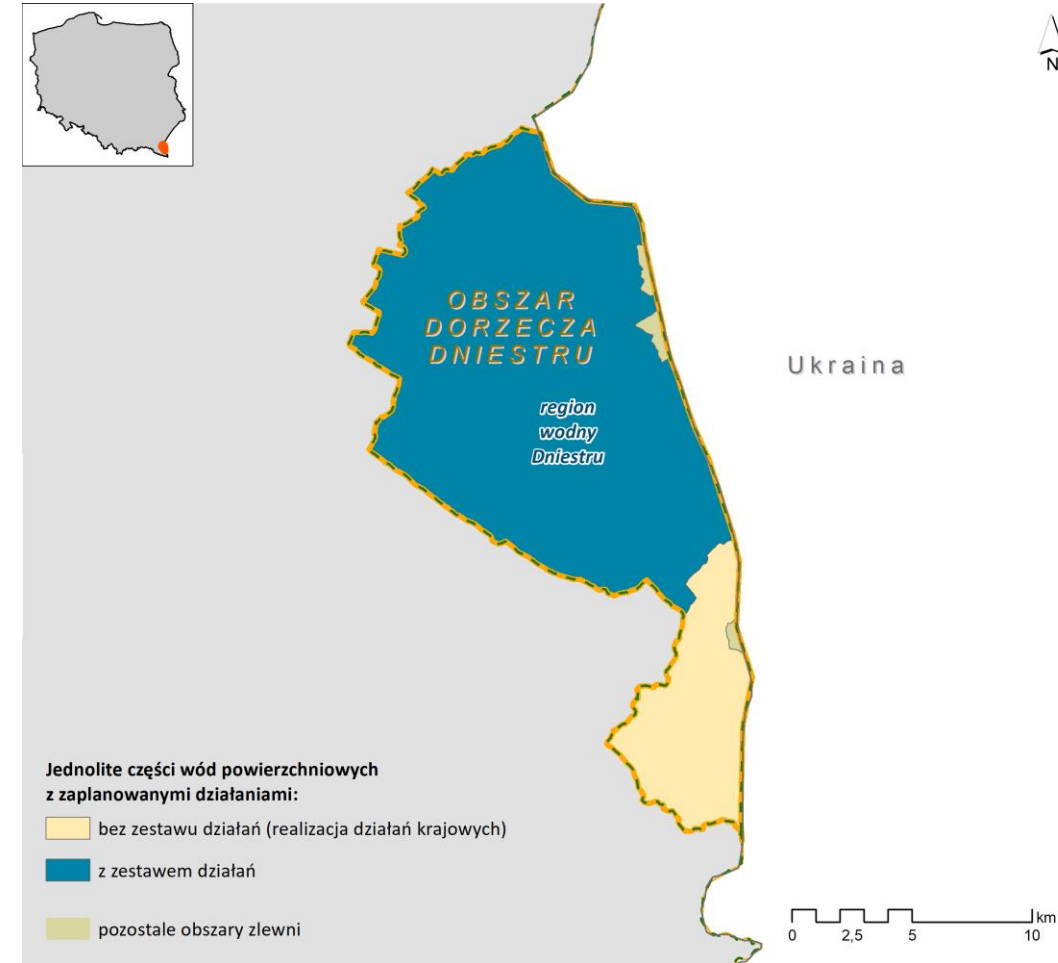 N
OBSZAR
DORZECZA
DNIESTRU
Ukraina
region
wodny
Dniestru
Jednolite części wód powierzchniowych
z zaplanowanymi działaniami:
bez zestawu działań (realizacja działań krajowych)
z zestawem działań
pozostałe obszary zlewni
km
0 2,5 5 10